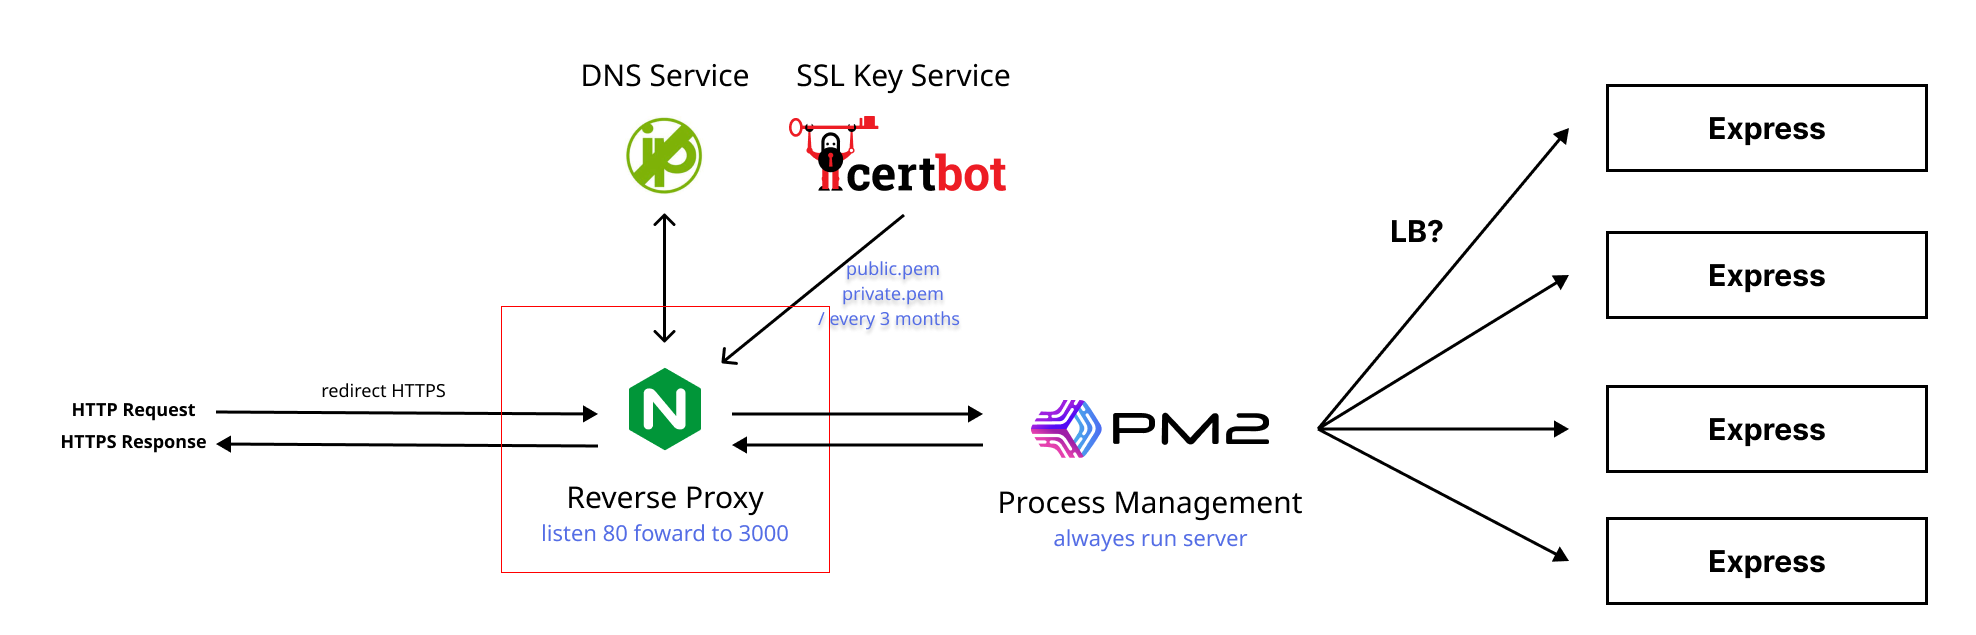 DNS Service
SSL Key Service
ip
certbot
public.pem
private.pem
/ every 3 months
redirect HTTPS
HTTP Request
HTTPS Response
N
Reverse Proxy
listen 80 foward to 3000
PM2
Process Management
alwayes run server
LB?
Express
Express
Express
Express